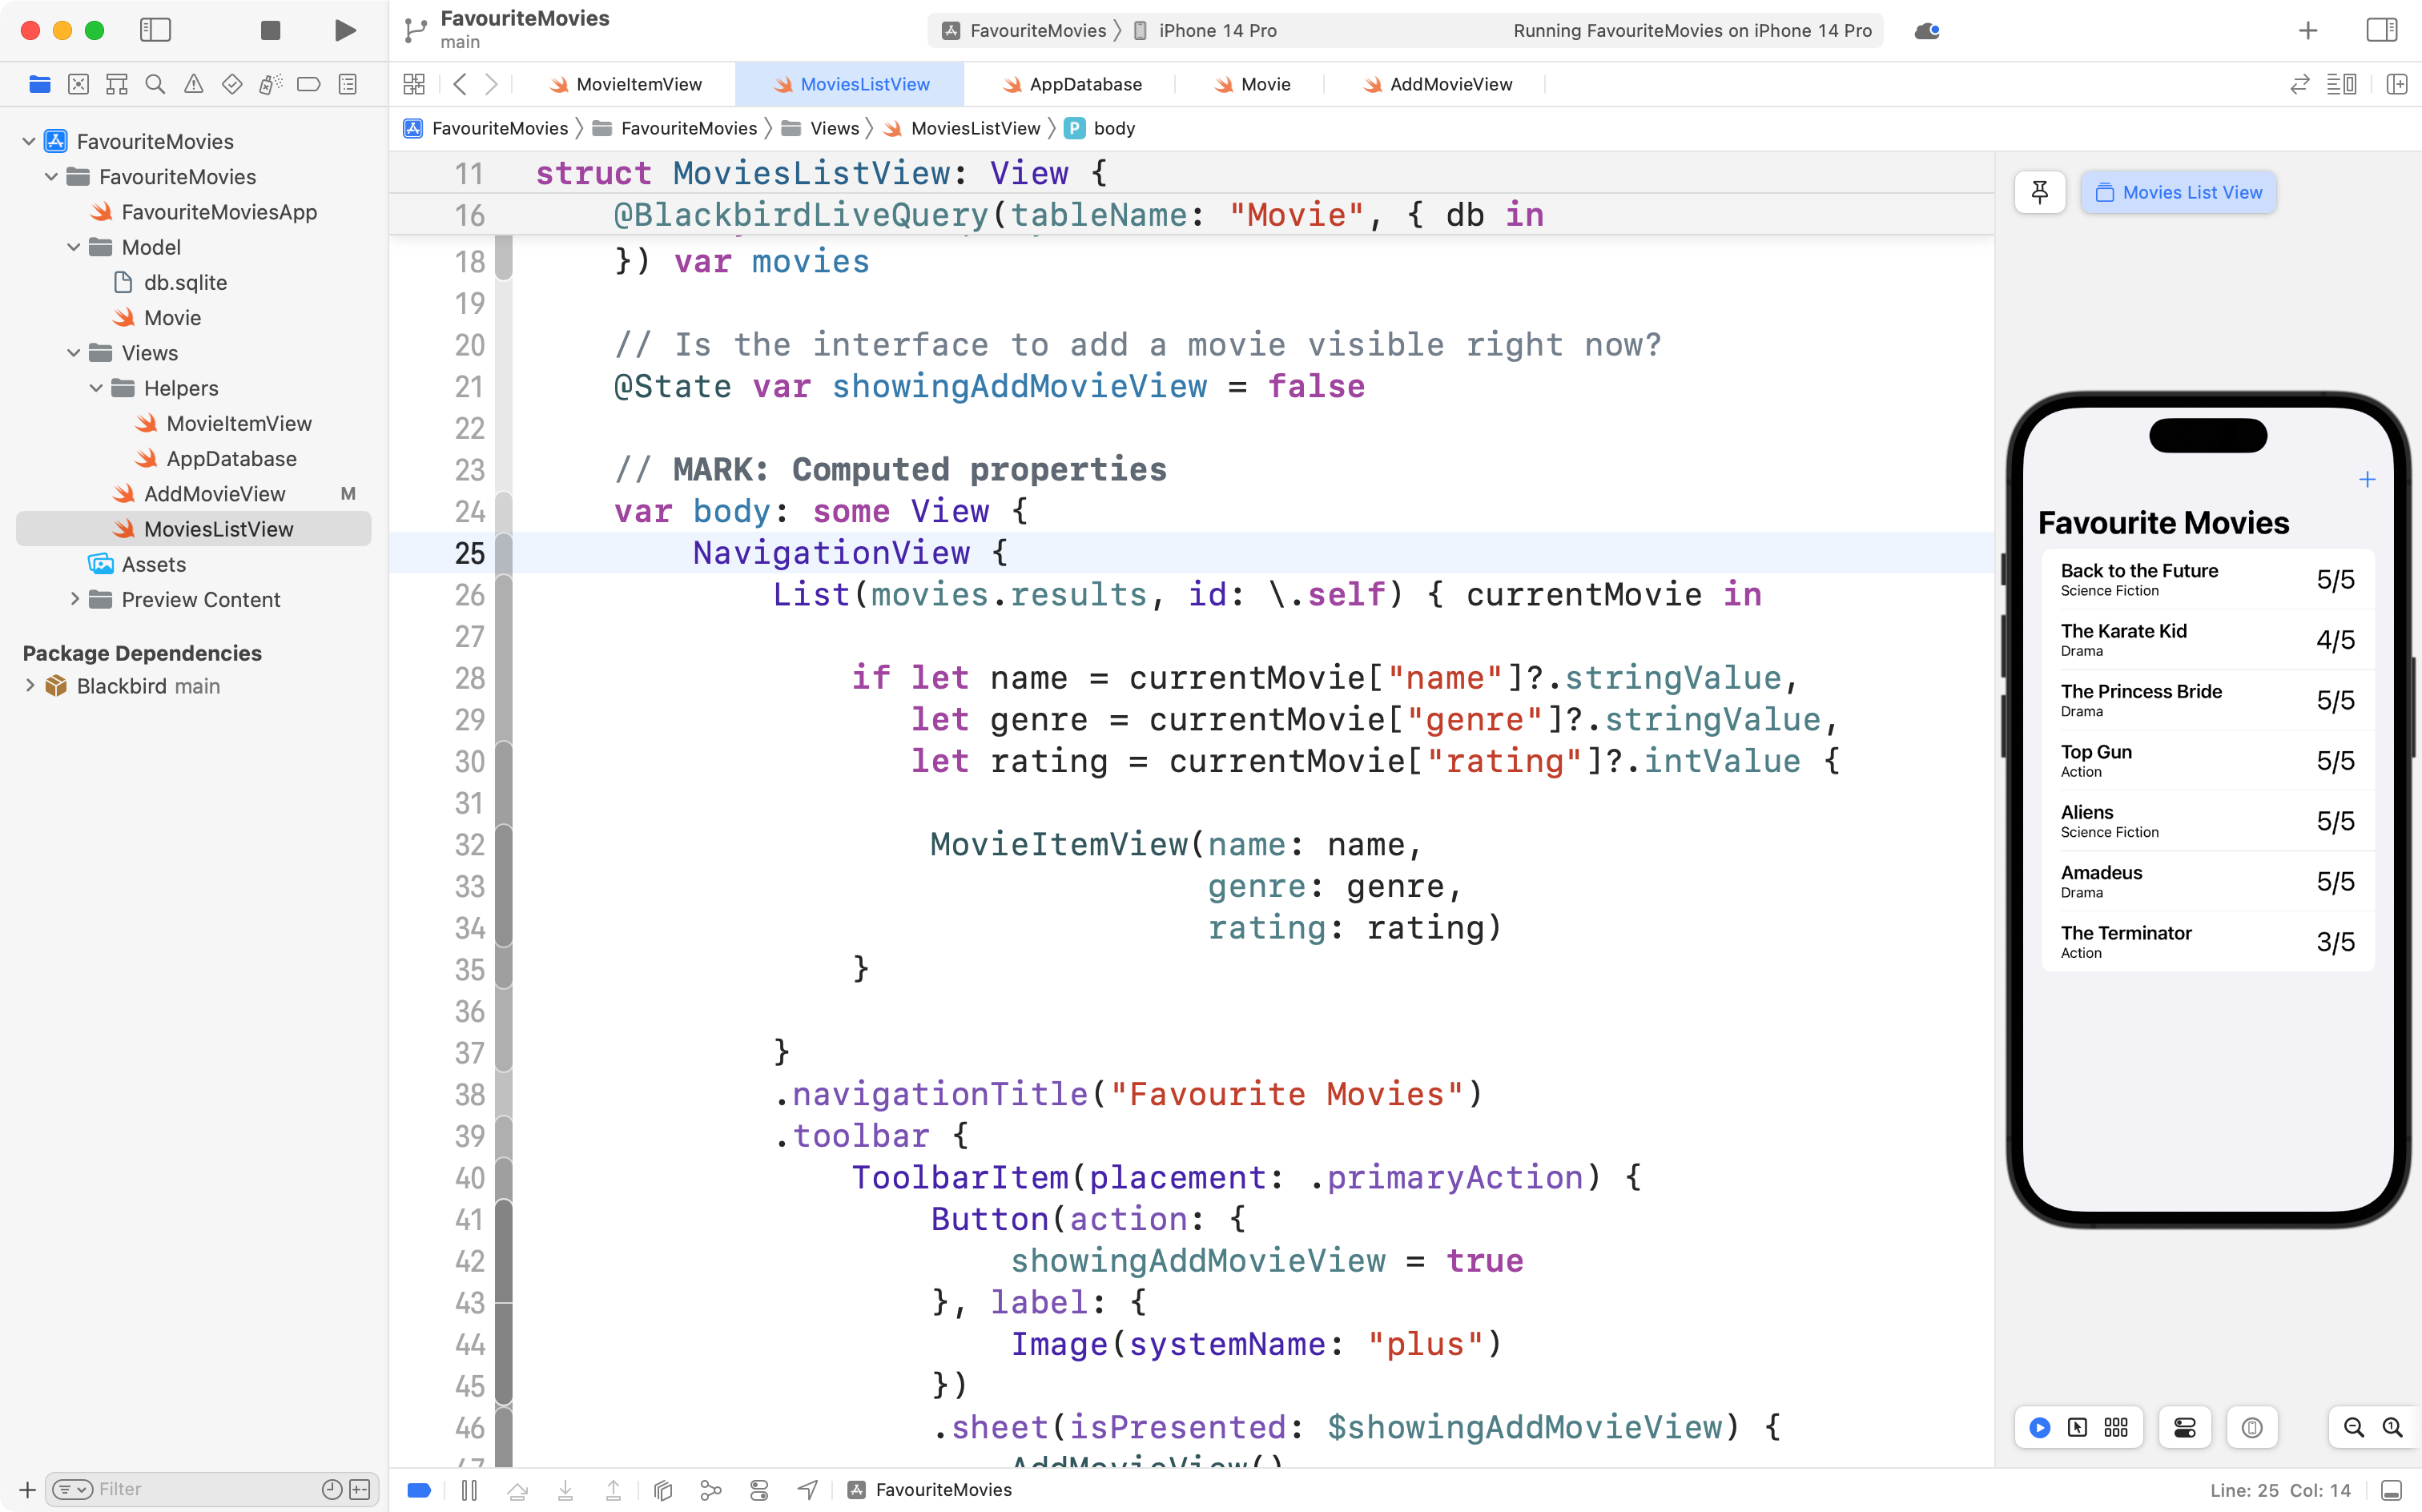 FavouriteMovies
main
FavouriteMovies
iPhone 14 Pro
Running FavouriteMovies on iPhone 14 Pro
MovieItemView
MoviesListView
AppDatabase
Movie
AddMovieView
FavouriteMovies
FavouriteMovies
Views
MoviesListView
P
body
FavouriteMovies
FavouriteMovies
FavouriteMoviesApp
Model
db.sqlite
Movie
Views
Helpers
MovieItemView
AppDatabase
AddMovieView M
MoviesListView
Assets
Preview Content
Package Dependencies
Blackbird main
Filter
11 struct MoviesListView: View {
16 @BlackbirdLiveQuery(tableName: "Movie", { db in
18 }) var movies
19
20 // Is the interface to add a movie visible right now?
21 @State var showingAddMovieView = false
22
23 // MARK: Computed properties
24 var body: some View {
25 NavigationView {
26 List(movies.results, id: \.self) { currentMovie in
27
28 if let name = currentMovie["name"]?.stringValue,
29 let genre = currentMovie["genre"]?.stringValue,
30 let rating = currentMovie["rating"]?.intValue {
31
32 MovieItemView(name: name,
33 genre: genre,
34 rating: rating)
35 }
36
37 }
38 .navigationTitle("Favourite Movies")
39 .toolbar {
40 ToolbarItem(placement: .primaryAction) {
41 Button(action: {
42 showingAddMovieView = true
43 }, label: {
44 Image(systemName: "plus")
45 })
46 .sheet(isPresented: $showingAddMovieView) {
47 AddMovieView()
Movies List View
Favourite Movies
Back to the Future
Science Fiction
5/5
The Karate Kid
Drama
4/5
The Princess Bride
Drama
5/5
Top Gun
Action
5/5
Aliens
Science Fiction
5/5
Amadeus
Drama
5/5
The Terminator
Action
3/5
FavouriteMovies
Line: 25 Col: 14